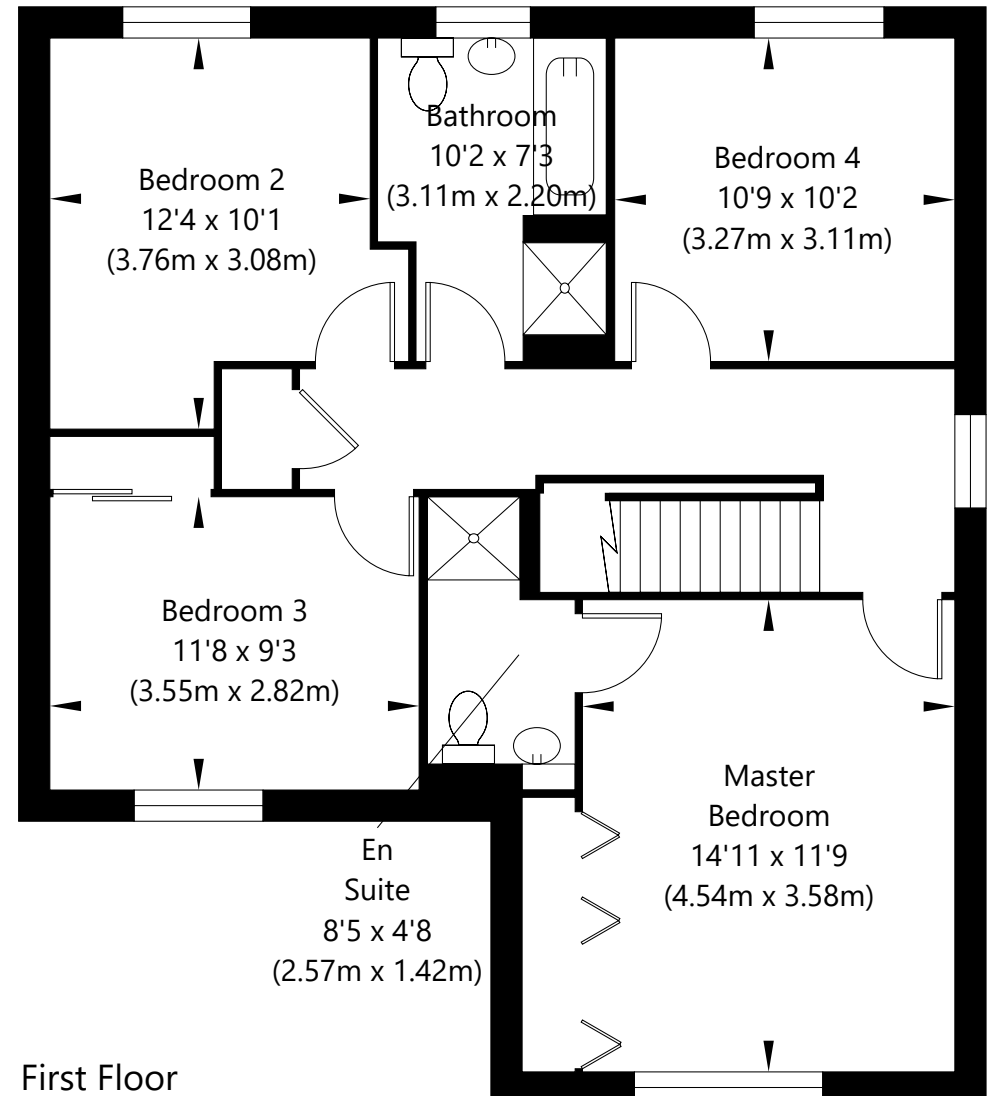 Bedroom 2
12'4 x 10'1
(3.76m x 3.08m)
Bathroom
10'2 x 7'3
(3.11m x 2.20m)
Bedroom 4
10'9 x 10'2
(3.27m x 3.11m)
Bedroom 3
11'8 x 9'3
(3.55m x 2.82m)
Master
Bedroom
14'11 x 11'9
(4.54m x 3.58m)
En
Suite
8'5 x 4'8
(2.57m x 1.42m)
First Floor